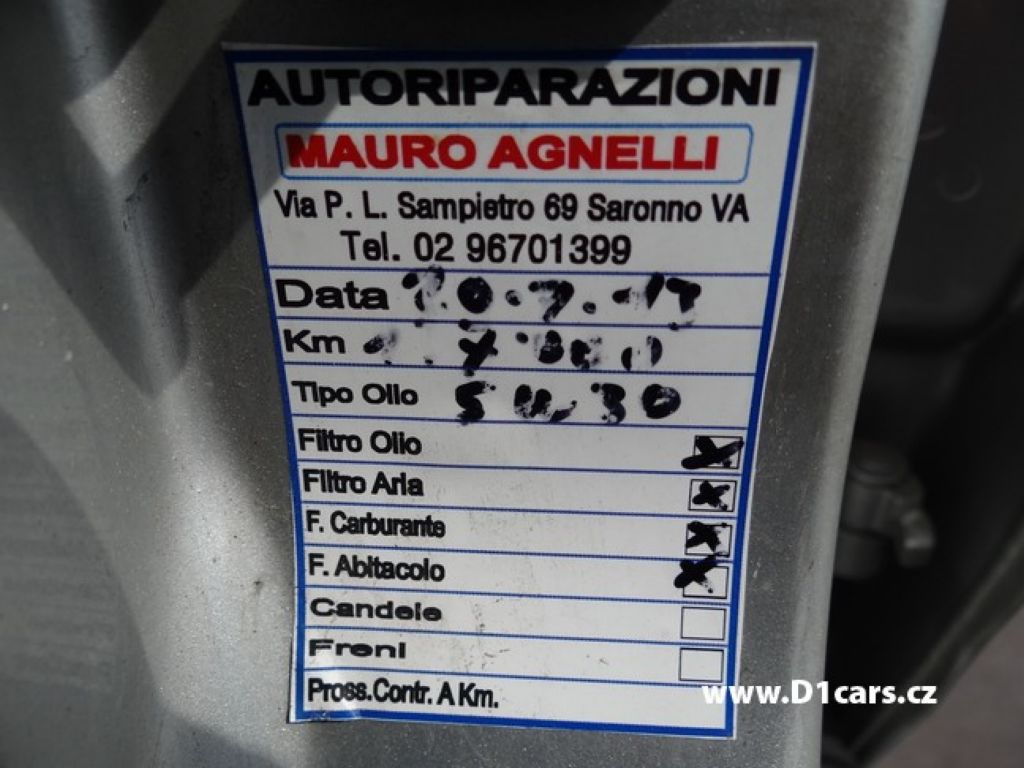 AUTORIPARAZIONI
MAURO AGNELLI
Via P. L. Sampietro 69 Saronno VA
Tel. 02 96701399
Data
Km
Tipo Olio 5W30
Filtro Olio
Filtro Aria
F. Carburante
F. Abitacolo
Candele
Freni
Pross.Contr. A Km.
www.D1cars.cz